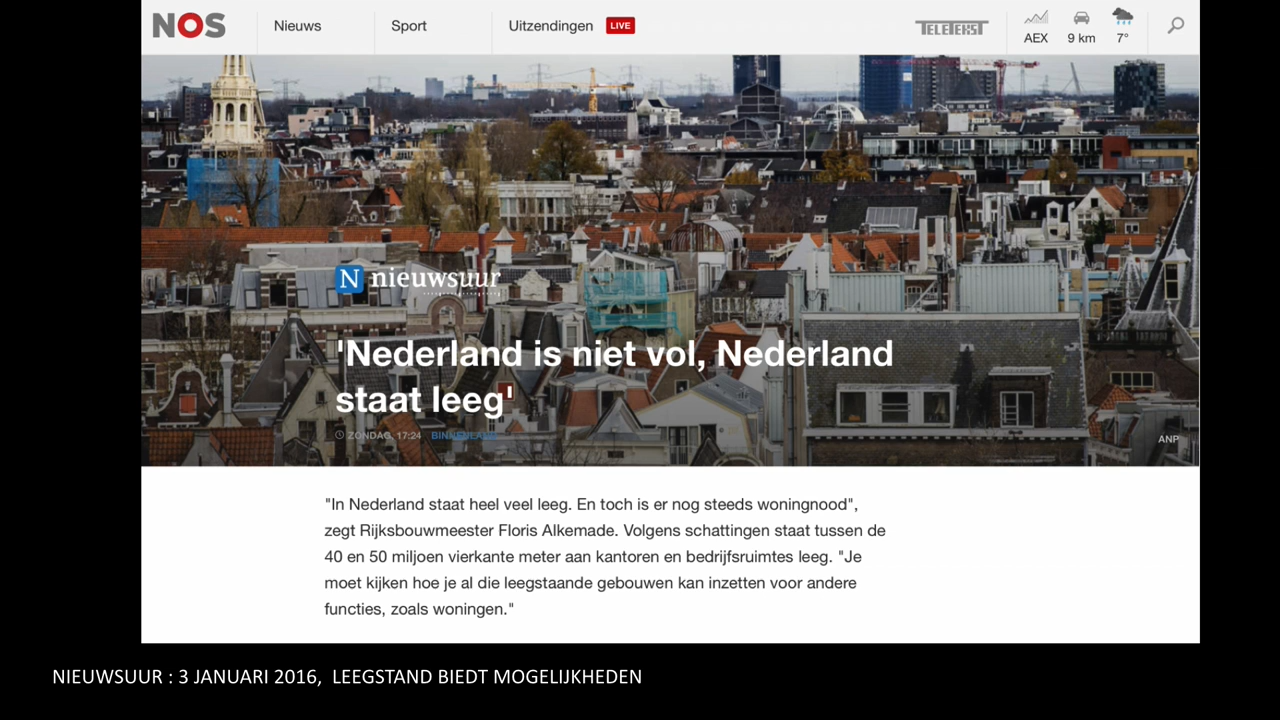 NOS
Nieuws
Sport
Uitzendingen LIVE
TELETEKST
AEX
9 km
7°
N nieuwsuur
'Nederland is niet vol, Nederland
staat leeg'
ZONDAG, 17:24 BINNENLAND
ANP
"In Nederland staat heel veel leeg. En toch is er nog steeds woningnood",
zegt Rijksbouwmeester Floris Alkemade. Volgens schattingen staat tussen de
40 en 50 miljoen vierkante meter aan kantoren en bedrijfsruimtes leeg. "Je
moet kijken hoe je al die leegstaande gebouwen kan inzetten voor andere
functies, zoals woningen."
NIEUWSUUR : 3 JANUARI 2016, LEEGSTAND BIEDT MOGELIJKHEDEN